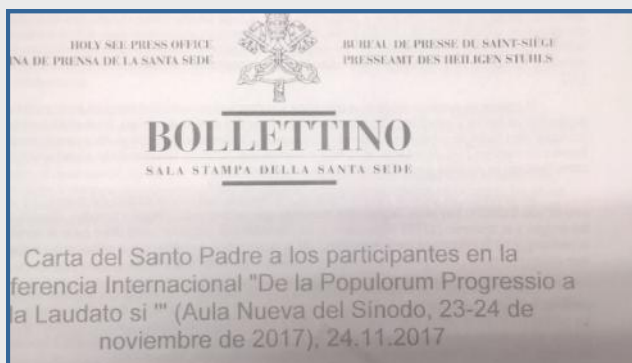 HOLY SEE PRESS OFFICE
BUREAU DE PRESSE DU SAINT-SIÈGE
DE PRENSA DE LA SANTA SEDE
PRESSEAMT DES HEILIGEN STUHLS
BOLLETTINO
SALA STAMPA DELLA SANTA SEDE
Carta del Santo Padre a los participantes en la
ferencia Internacional "De la Populorum Progressio a
la Laudato si '" (Aula Nueva del Sínodo, 23-24 de
noviembre de 2017), 24.11.2017